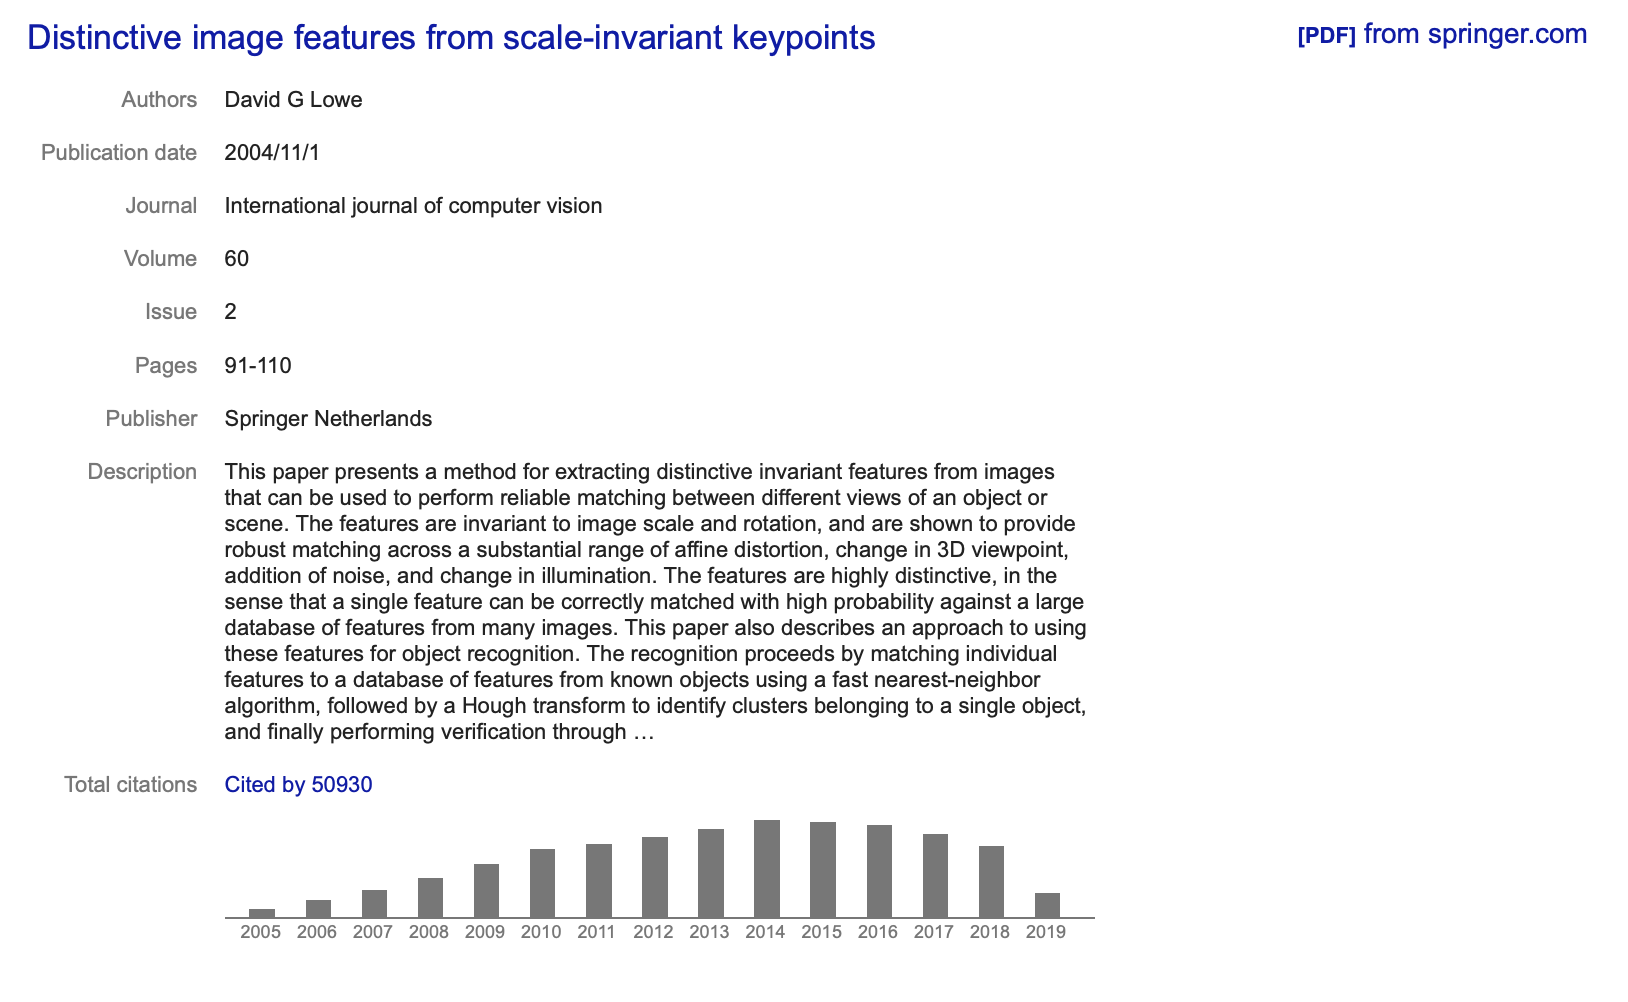 Distinctive image features from scale-invariant keypoints
[PDF] from springer.com
Authors David G Lowe
Publication date 2004/11/1
Journal International journal of computer vision
Volume 60
Issue 2
Pages 91-110
Publisher Springer Netherlands
Description This paper presents a method for extracting distinctive invariant features from images
that can be used to perform reliable matching between different views of an object or
scene. The features are invariant to image scale and rotation, and are shown to provide
robust matching across a substantial range of affine distortion, change in 3D viewpoint,
addition of noise, and change in illumination. The features are highly distinctive, in the
sense that a single feature can be correctly matched with high probability against a large
database of features from many images. This paper also describes an approach to using
these features for object recognition. The recognition proceeds by matching individual
features to a database of features from known objects using a fast nearest-neighbor
algorithm, followed by a Hough transform to identify clusters belonging to a single object,
and finally performing verification through …
Total citations Cited by 50930
2005 2006 2007 2008 2009 2010 2011 2012 2013 2014 2015 2016 2017 2018 2019